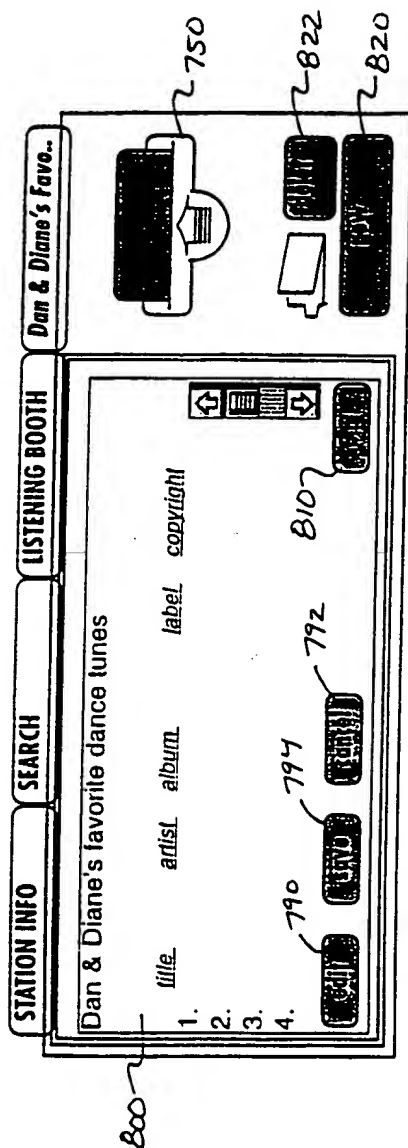 STATION INFO SEARCH LISTENING BOOTH Dan & Diane's Favo..
800
Dan & Diane's favorite dance tunes
title artist album label copyright
1.
2.
3.
4.
750
822
820
790 794 792 810
cancel